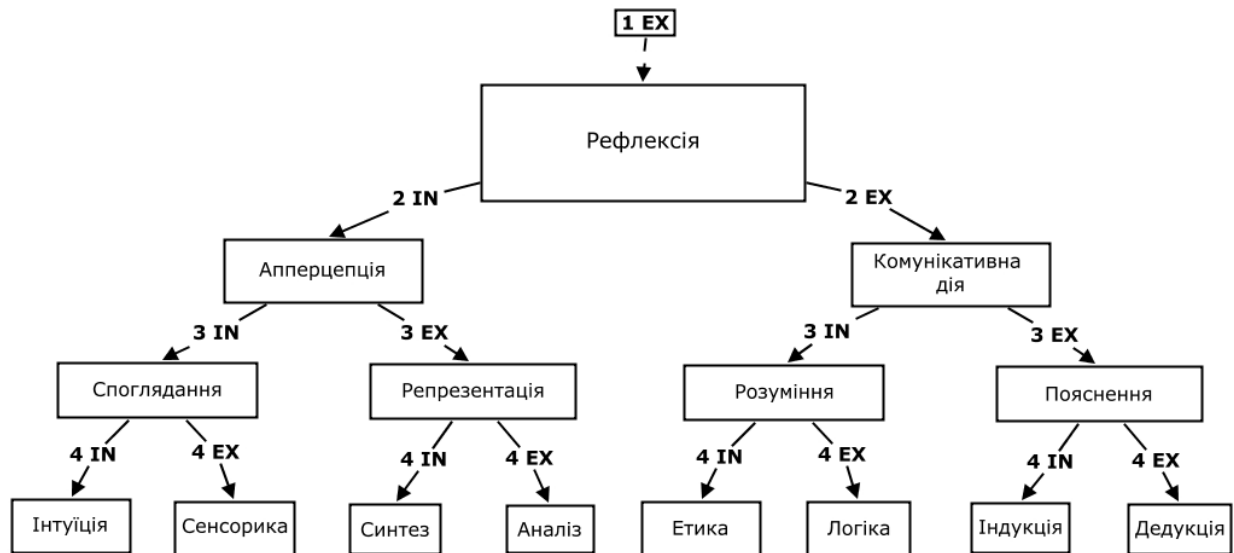 1 EX
Рефлексія
2 IN
2 EX
Апперцепція
Комунікативна
дія
3 IN
3 EX
3 IN
3 EX
Споглядання
Репрезентація
Розуміння
Пояснення
4 IN
4 EX
4 IN
4 EX
4 IN
4 EX
4 IN
4 EX
Інтуїція
Сенсорика
Синтез
Аналіз
Етика
Логіка
Індукція
Дедукція